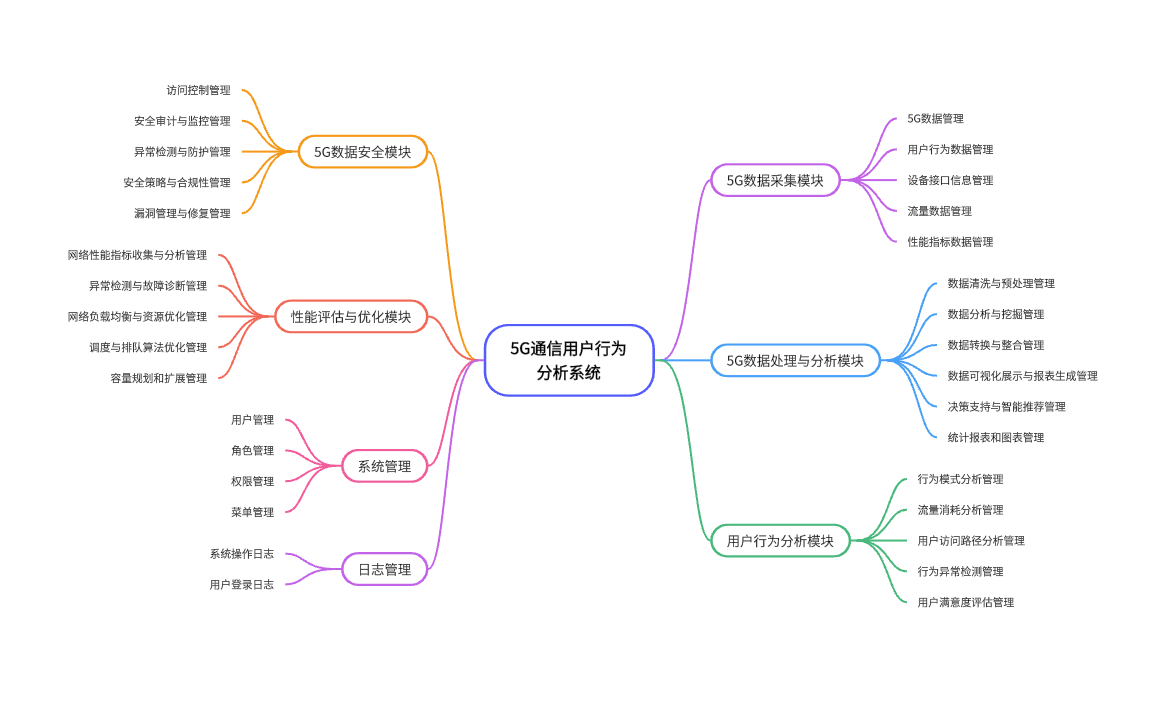 5G通信用户行为
分析系统
5G数据采集模块
5G数据管理
用户行为数据管理
设备接口信息管理
流量数据管理
性能指标数据管理
5G数据处理与分析模块
数据清洗与预处理管理
数据分析与挖掘管理
数据转换与整合管理
数据可视化展示与报表生成管理
决策支持与智能推荐管理
统计报表和图表管理
用户行为分析模块
行为模式分析管理
流量消耗分析管理
用户访问路径分析管理
行为异常检测管理
用户满意度评估管理
5G数据安全模块
访问控制管理
安全审计与监控管理
异常检测与防护管理
安全策略与合规性管理
漏洞管理与修复管理
性能评估与优化模块
网络性能指标收集与分析管理
异常检测与故障诊断管理
网络负载均衡与资源优化管理
调度与排队算法优化管理
容量规划和扩展管理
系统管理
用户管理
角色管理
权限管理
菜单管理
日志管理
系统操作日志
用户登录日志